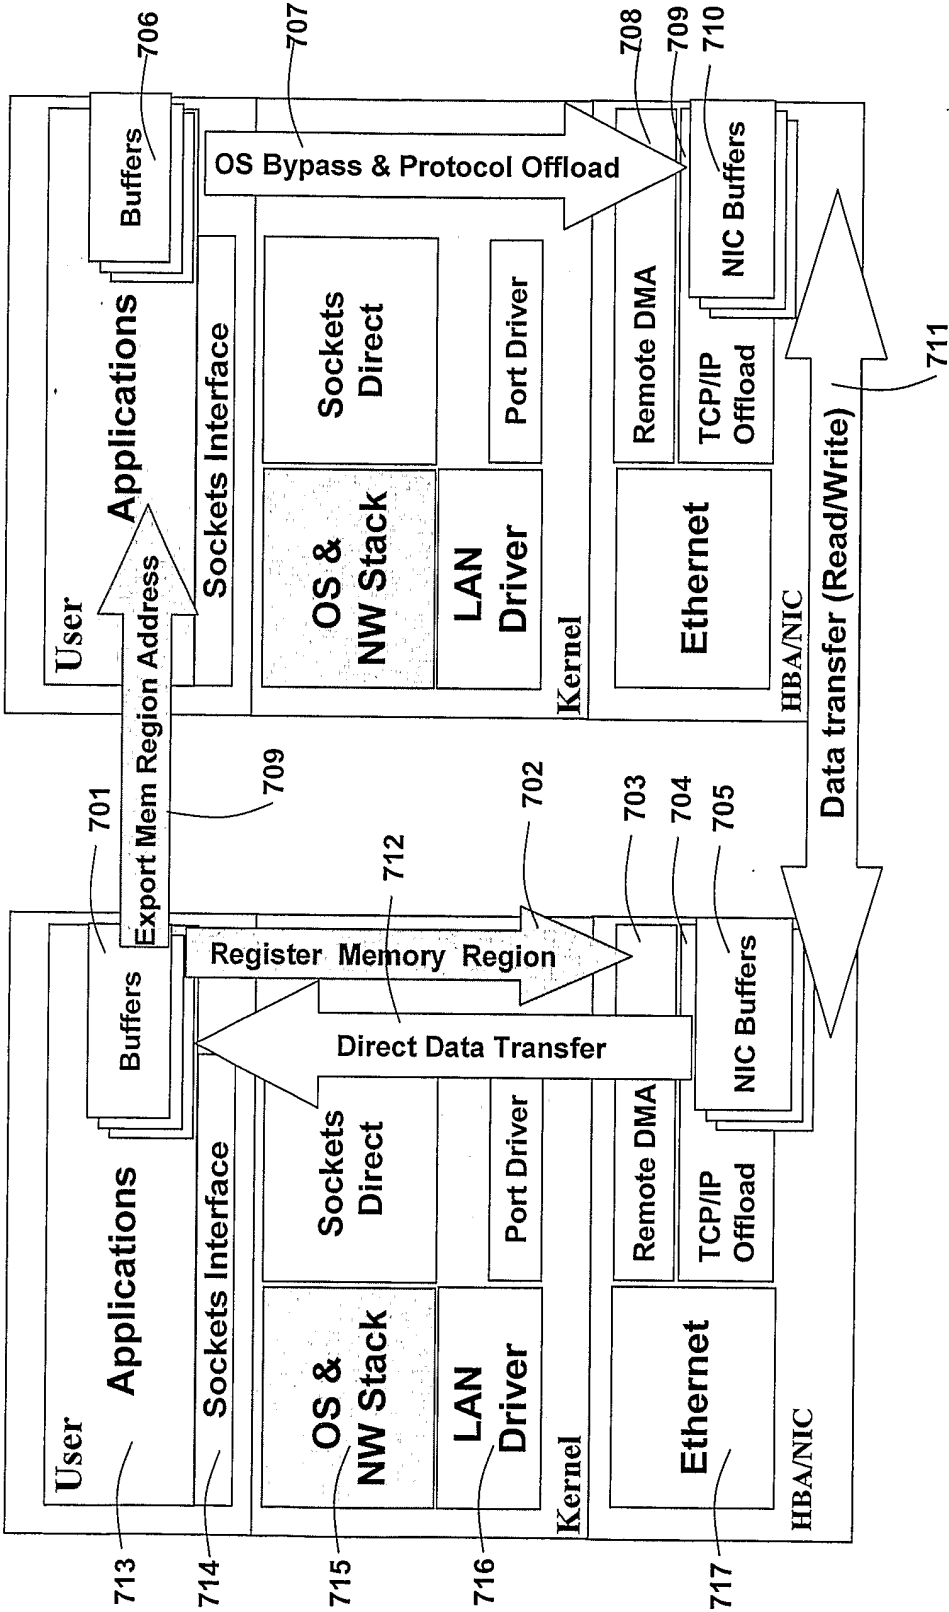 713
714
715
716
717
User
Applications
Buffers
701
Sockets Interface
OS &
NW Stack
Sockets
Direct
LAN
Driver
Port Driver
Kernel
Ethernet
Remote DMA
TCP/IP
Offload
NIC Buffers
HBA/NIC
Register Memory Region
702
Direct Data Transfer
712
703
704
705
Export Mem Region Address
709
User
Applications
Buffers
706
Sockets Interface
OS &
NW Stack
Sockets
Direct
LAN
Driver
Port Driver
Kernel
Ethernet
Remote DMA
TCP/IP
Offload
NIC Buffers
HBA/NIC
OS Bypass & Protocol Offload
707
708
709
710
Data transfer (Read/Write)
711